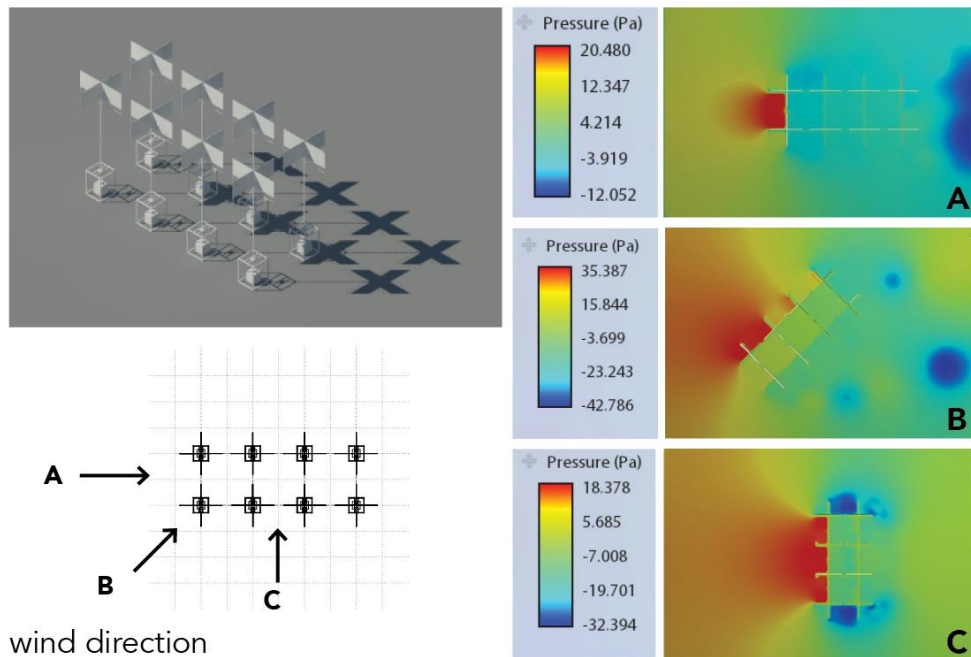 Pressure (Pa)
20.480
12.347
4.214
-3.919
-12.052
A
Pressure (Pa)
35.387
15.844
-3.699
-23.243
-42.786
B
Pressure (Pa)
18.378
5.685
-7.008
-19.701
-32.394
C
A
B
C
wind direction